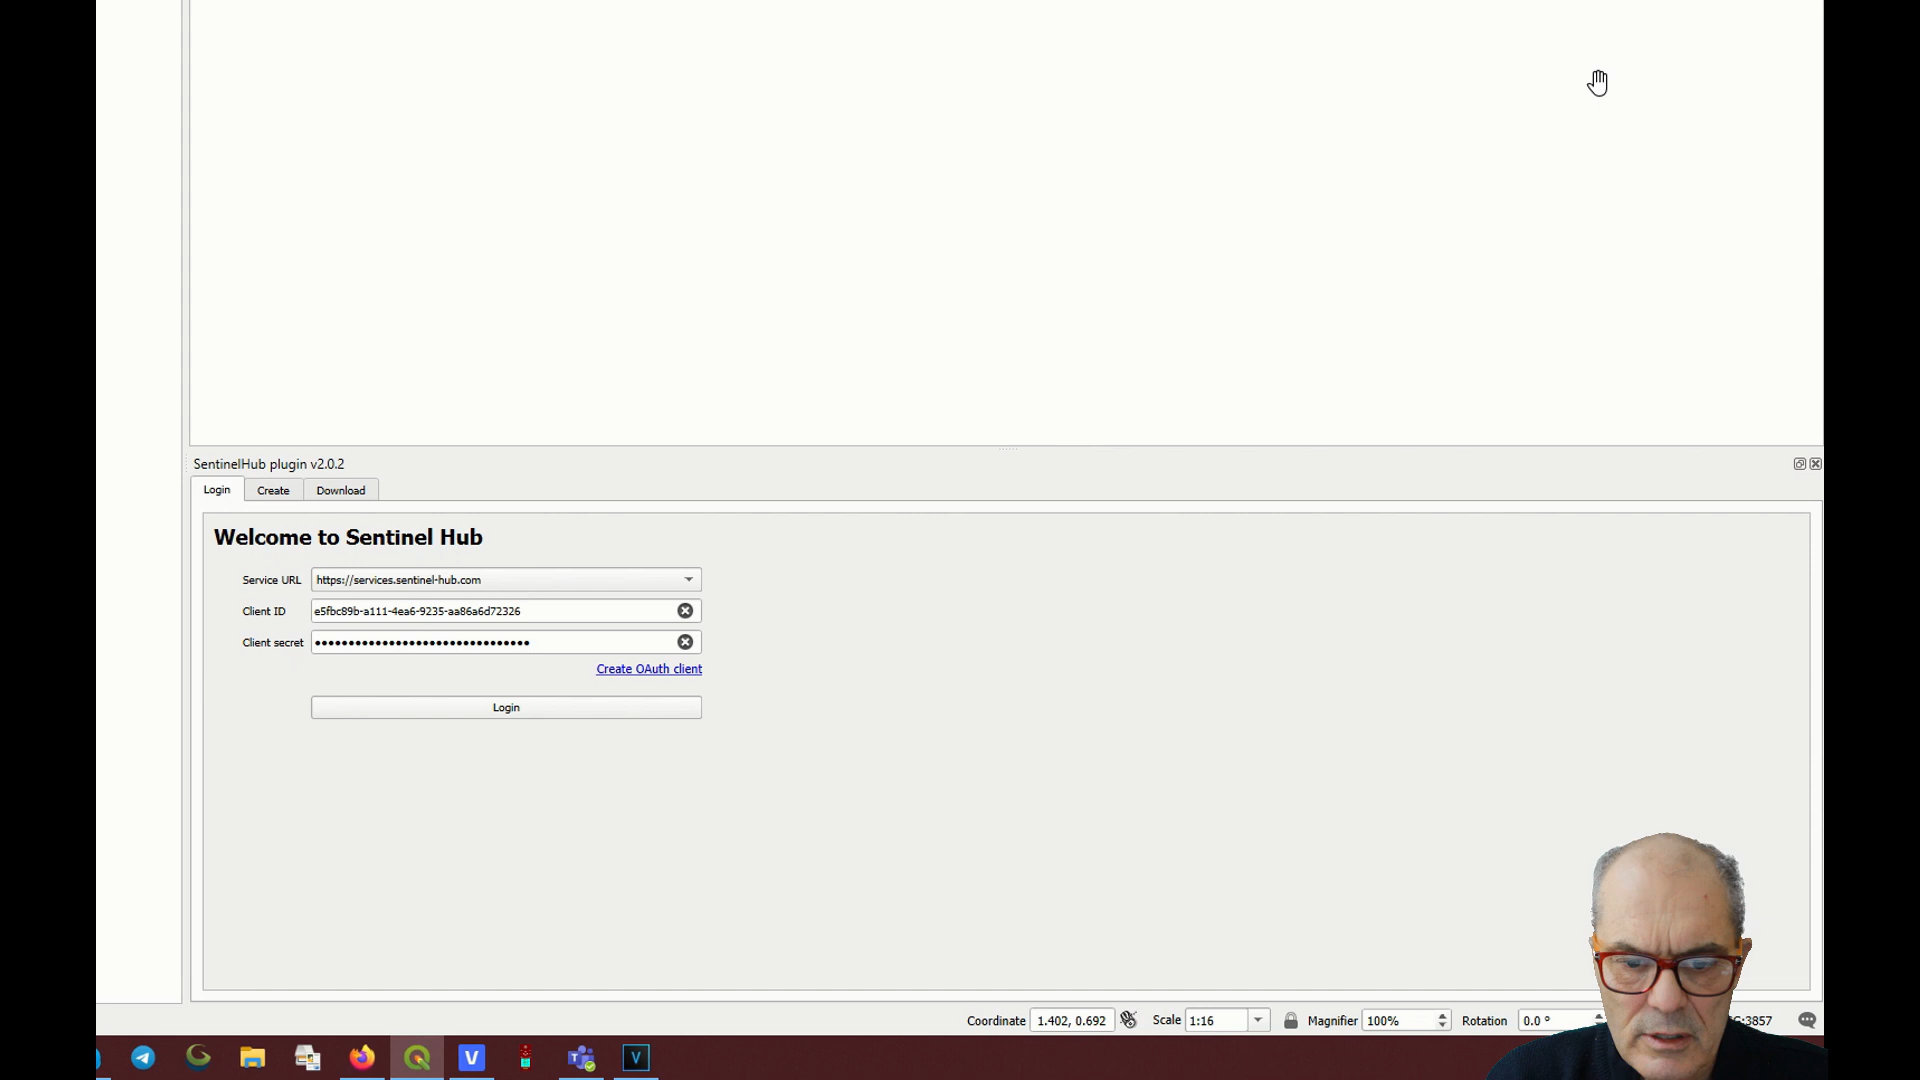 SentinelHub plugin v2.0.2
Login Create Download
Welcome to Sentinel Hub
Service URL https://services.sentinel-hub.com
Client ID e5fbc89b-a111-4ea6-9235-aa86a6d72326
Client secret ••••••••••••••••••••••••••••••••
Create OAuth client
Login
Coordinate 1.402, 0.692 Scale 1:16 Magnifier 100% Rotation 0.0 ° :3857
V T V